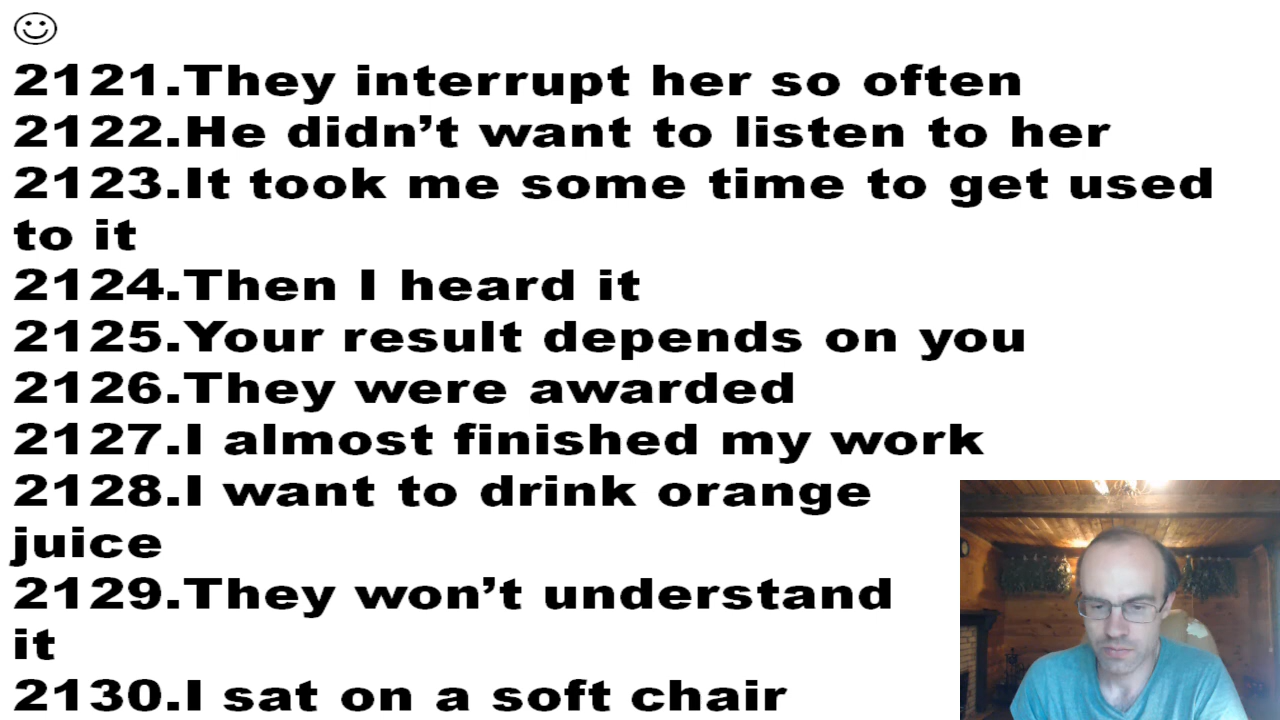 ☺
2121.They interrupt her so often
2122.He didn’t want to listen to her
2123.It took me some time to get used
to it
2124.Then I heard it
2125.Your result depends on you
2126.They were awarded
2127.I almost finished my work
2128.I want to drink orange
juice
2129.They won’t understand
it
2130.I sat on a soft chair